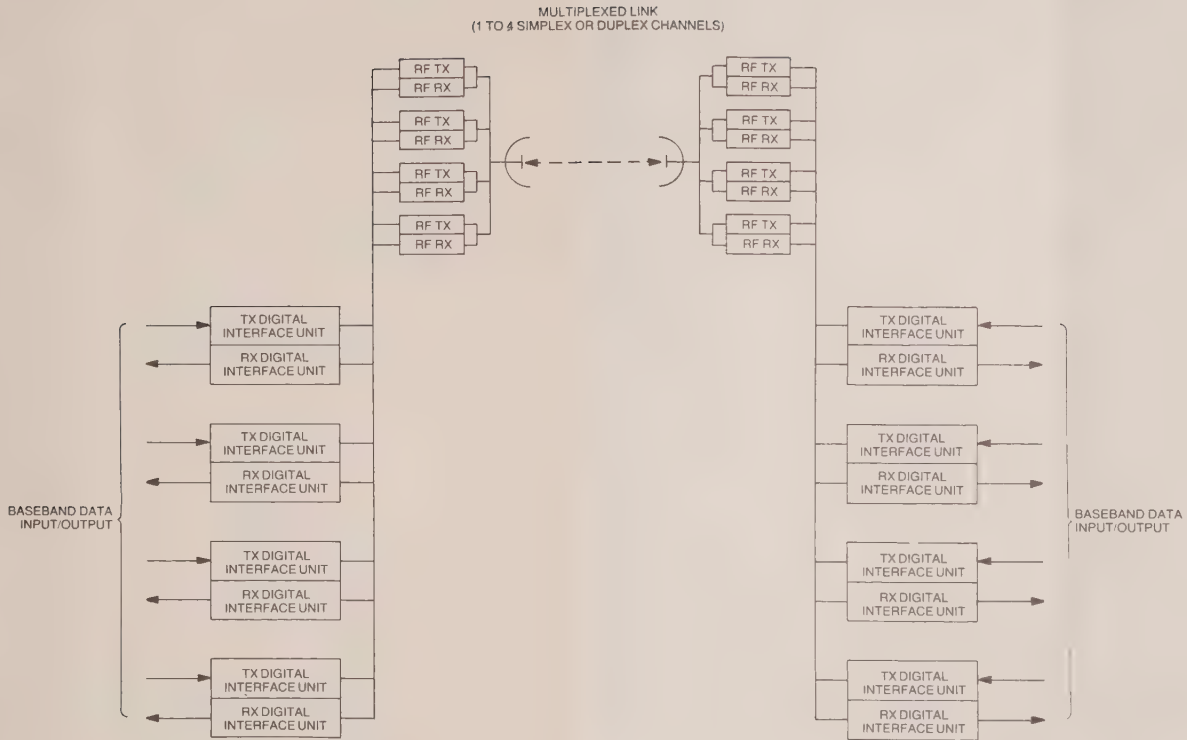 MULTIPLEXED LINK
(1 TO 4 SIMPLEX OR DUPLEX CHANNELS)
RF TX
RF RX
RF TX
RF RX
RF TX
RF RX
RF TX
RF RX
RF TX
RF RX
RF TX
RF RX
RF TX
RF RX
RF TX
RF RX
BASEBAND DATA
INPUT/OUTPUT
TX DIGITAL
INTERFACE UNIT
RX DIGITAL
INTERFACE UNIT
TX DIGITAL
INTERFACE UNIT
RX DIGITAL
INTERFACE UNIT
TX DIGITAL
INTERFACE UNIT
RX DIGITAL
INTERFACE UNIT
TX DIGITAL
INTERFACE UNIT
RX DIGITAL
INTERFACE UNIT
TX DIGITAL
INTERFACE UNIT
RX DIGITAL
INTERFACE UNIT
TX DIGITAL
INTERFACE UNIT
RX DIGITAL
INTERFACE UNIT
TX DIGITAL
INTERFACE UNIT
RX DIGITAL
INTERFACE UNIT
TX DIGITAL
INTERFACE UNIT
RX DIGITAL
INTERFACE UNIT
BASEBAND DATA
INPUT/OUTPUT